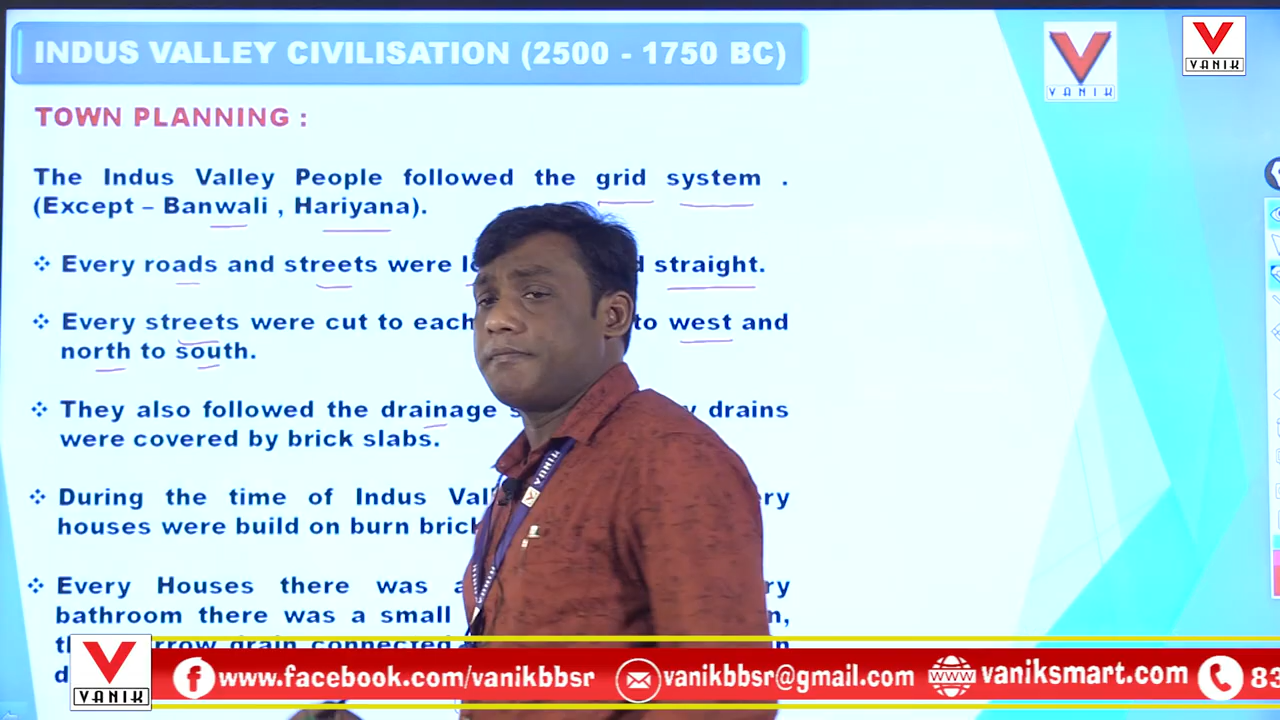 INDUS VALLEY CIVILISATION (2500 - 1750 BC)
VANIK
VANIK
TOWN PLANNING :
The Indus Valley People followed the grid system .
(Except – Banwali , Hariyana).
Every roads and streets were straight.
Every streets were cut to each to west and
north to south.
They also followed the drainage drains
were covered by brick slabs.
During the time of Indus
houses were build on burn
Every Houses there was
bathroom there was a small
drain connected
VANIK
VANIK
www.facebook.com/vanikbbsr
vanikbbsr@gmail.com
www
vaniksmart.com
83